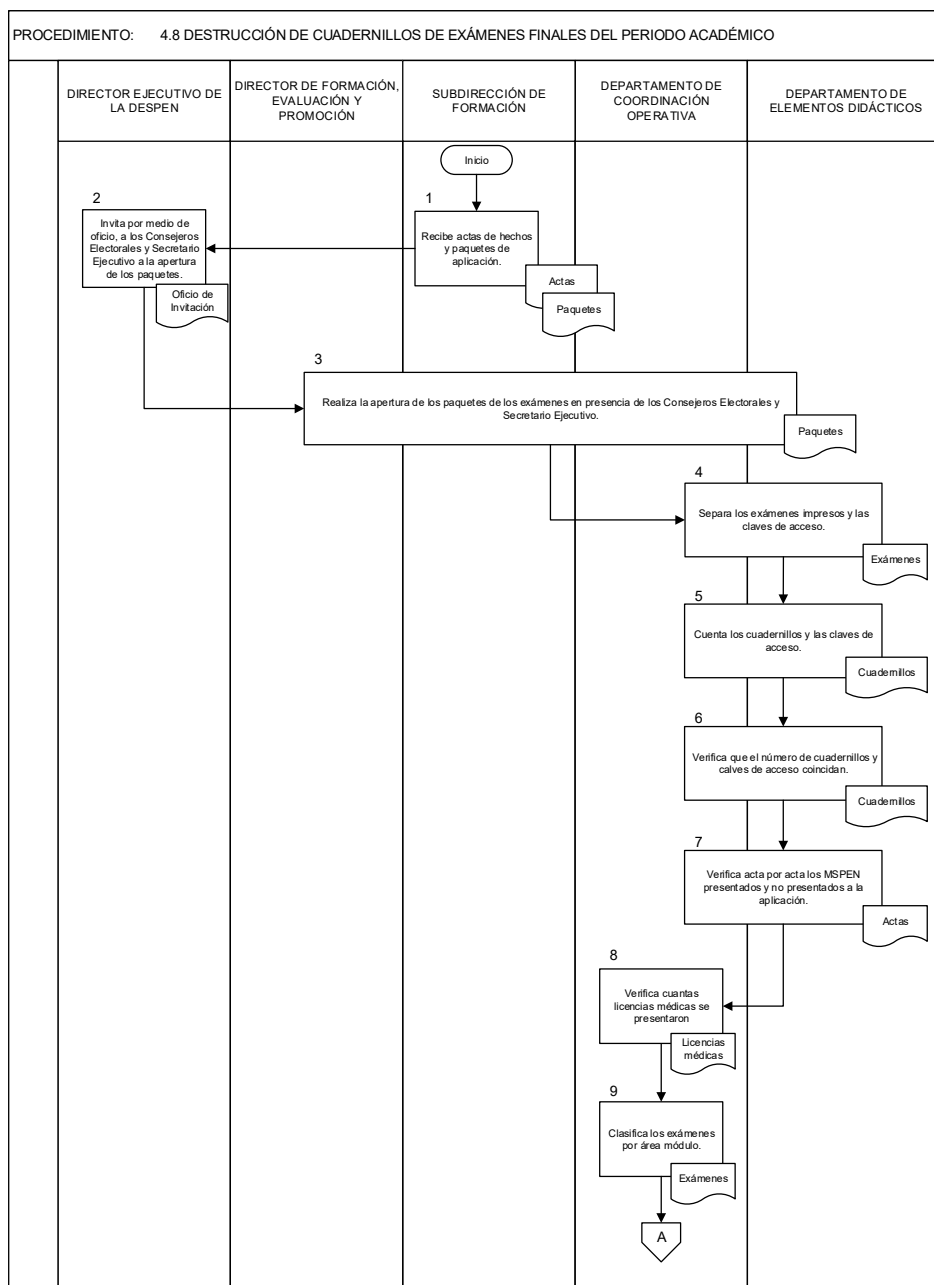 PROCEDIMIENTO: 4.8 DESTRUCCIÓN DE CUADERNILLOS DE EXÁMENES FINALES DEL PERIODO ACADÉMICO
DIRECTOR EJECUTIVO DE
LA DESPEN
DIRECTOR DE FORMACIÓN,
EVALUACIÓN Y
PROMOCIÓN
SUBDIRECCIÓN DE
FORMACIÓN
DEPARTAMENTO DE
COORDINACIÓN
OPERATIVA
DEPARTAMENTO DE
ELEMENTOS DIDÁCTICOS
Inicio
1
Recibe actas de hechos
y paquetes de
aplicación.
Actas
Paquetes
2
Invita por medio de
oficio, a los Consejeros
Electorales y Secretario
Ejecutivo a la apertura
de los paquetes.
Oficio de
Invitación
3
Realiza la apertura de los paquetes de los exámenes en presencia de los Consejeros Electorales y
Secretario Ejecutivo.
Paquetes
4
Separa los exámenes impresos y las
claves de acceso.
Exámenes
5
Cuenta los cuadernillos y las claves de
acceso.
Cuadernillos
6
Verifica que el número de cuadernillos y
calves de acceso coincidan.
Cuadernillos
7
Verifica acta por acta los MSPEN
presentados y no presentados a la
aplicación.
Actas
8
Verifica cuantas
licencias médicas se
presentaron
Licencias
médicas
9
Clasifica los exámenes
por área módulo.
Exámenes
A